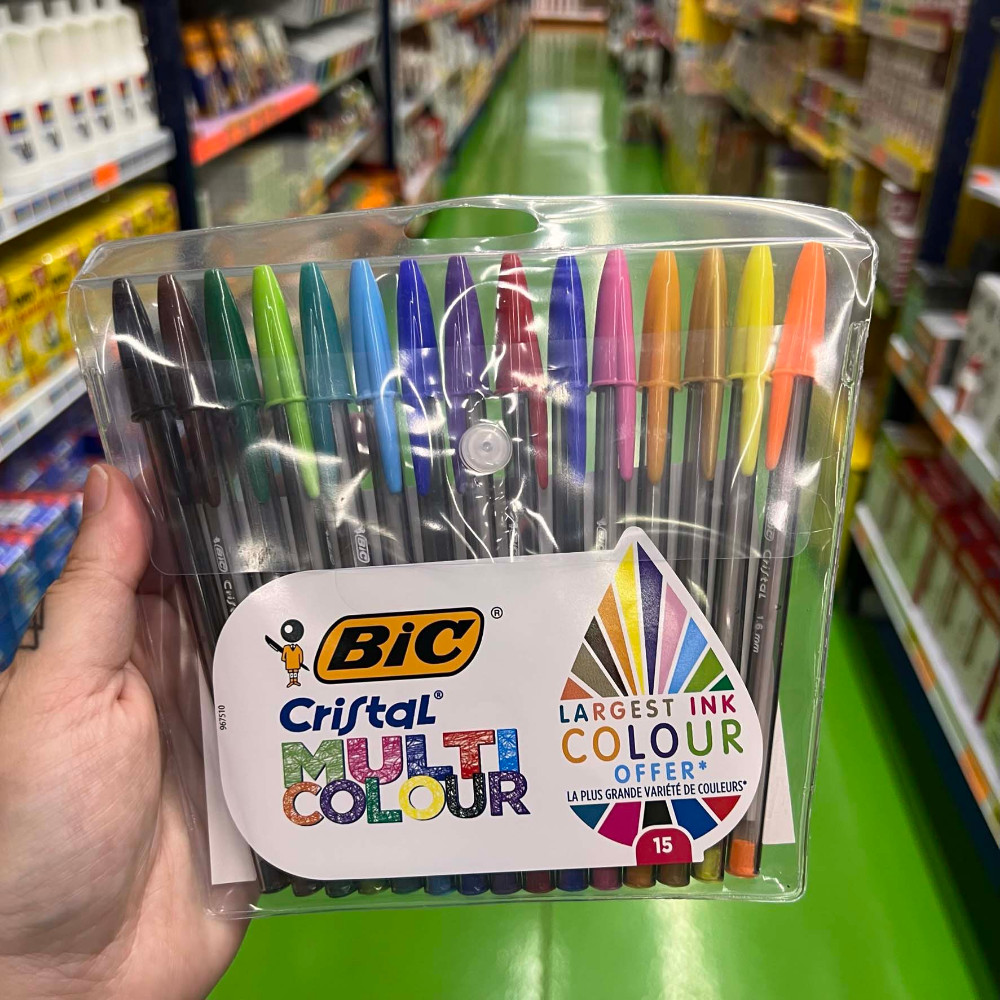 BiC
CriſtaL
1.6 mm
BiC®
CriſtaL®
MULTI
COLOUR
967510
LARGEST INK
COLOUR
OFFER*
LA PLUS GRANDE VARIÉTÉ DE COULEURS*
15